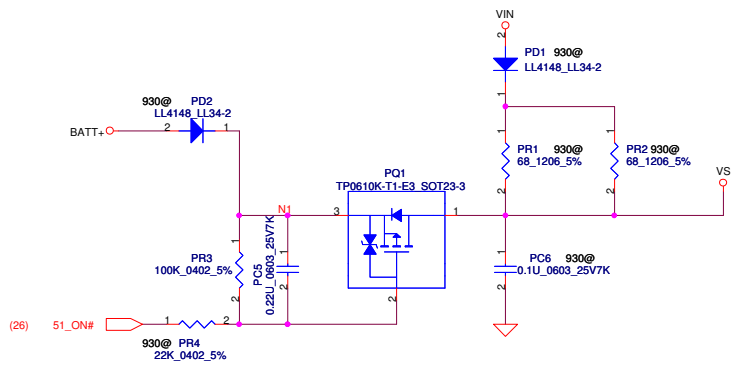 VIN
2
PD1 930@
LL4148_LL34-2
1
930@ PD2
LL4148_LL34-2
BATT+
2
1
1
PR1 930@
68_1206_5%
2
1
PR2 930@
68_1206_5%
2
VS
PQ1
TP0610K-T1-E3_SOT23-3
N1
3
1
2
1
PR3
100K_0402_5%
2
1
PC5
0.22U_0603_25V7K
2
1
PC6 930@
0.1U_0603_25V7K
2
(26) 51_ON#
1
2
930@ PR4
22K_0402_5%